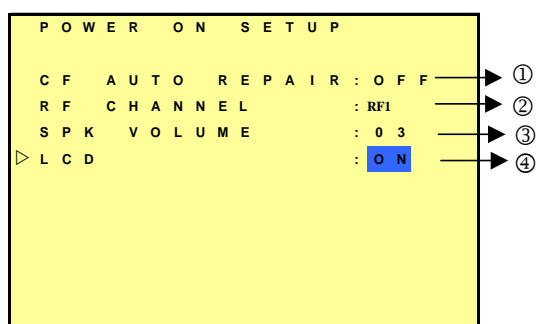 POWER ON SETUP
CF AUTO REPAIR:OFF ①
RF CHANNEL :RF1 ②
SPK VOLUME :03 ③
▷LCD :ON ④